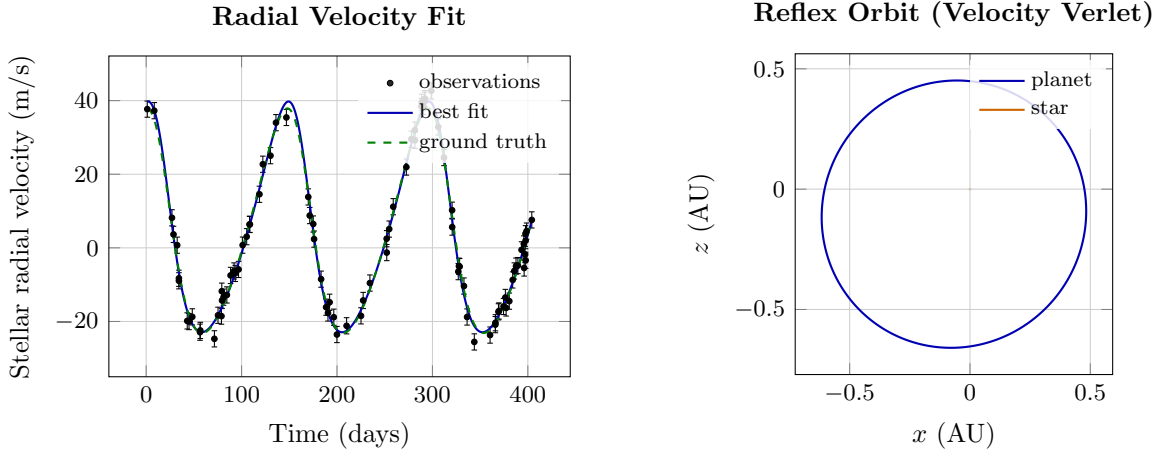 Radial Velocity Fit
Stellar radial velocity (m/s)
40
20
0
−20
0
100
200
300
400
Time (days)
observations
best fit
ground truth
Reflex Orbit (Velocity Verlet)
z (AU)
0.5
0
−0.5
−0.5
0
0.5
x (AU)
planet
star